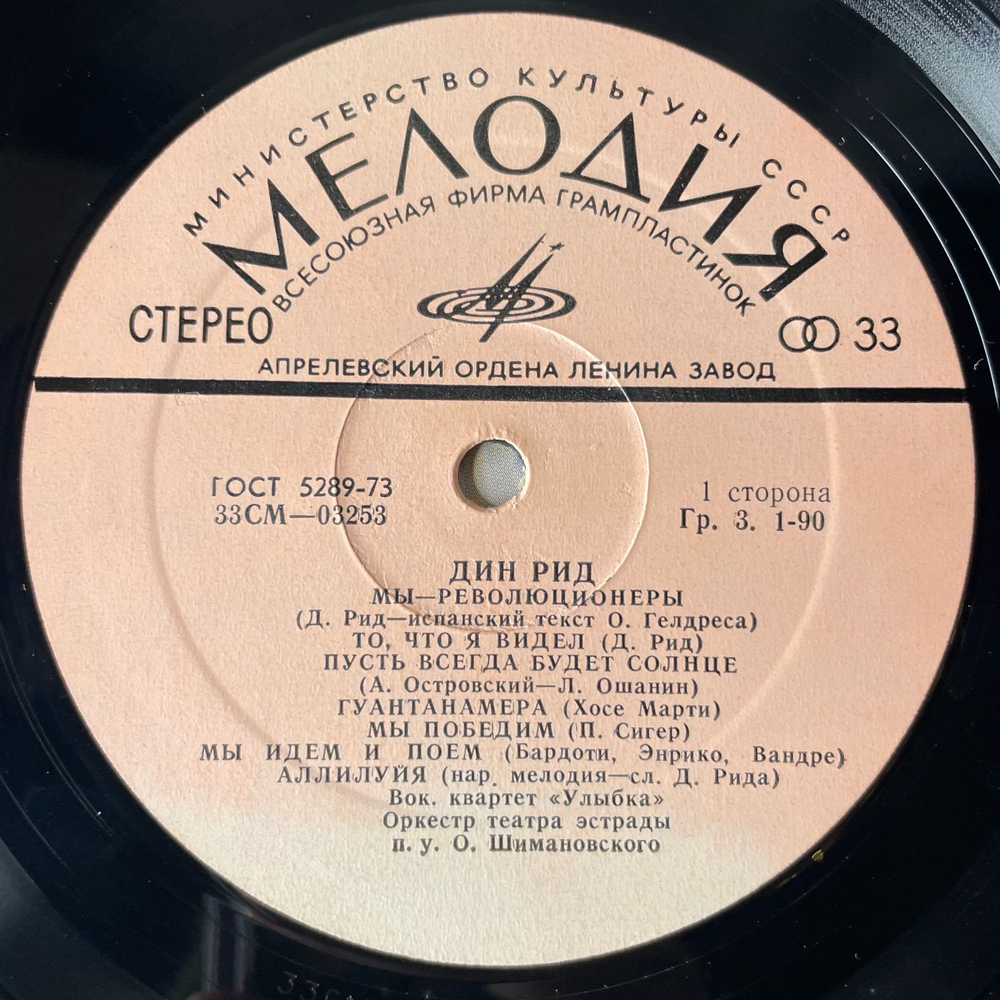 МИНИСТЕРСТВО КУЛЬТУРЫ СССР
МЕЛОДИЯ
ВСЕСОЮЗНАЯ ФИРМА ГРАМПЛАСТИНОК
СТЕРЕО
33
АПРЕЛЕВСКИЙ ОРДЕНА ЛЕНИНА ЗАВОД
ГОСТ 5289-73
33СМ—03253
1 сторона
Гр. 3. 1-90
ДИН РИД
МЫ—РЕВОЛЮЦИОНЕРЫ
(Д. Рид—испанский текст О. Гелдреса)
ТО, ЧТО Я ВИДЕЛ (Д. Рид)
ПУСТЬ ВСЕГДА БУДЕТ СОЛНЦЕ
(А. Островский—Л. Ошанин)
ГУАНТАНАМЕРА (Хосе Марти)
МЫ ПОБЕДИМ (П. Сигер)
МЫ ИДЕМ И ПОЕМ (Бардоти, Энрико, Вандре)
АЛЛИЛУЙЯ (нар. мелодия—сл. Д. Рида)
Вок. квартет «Улыбка»
Оркестр театра эстрады
п. у. О. Шимановского